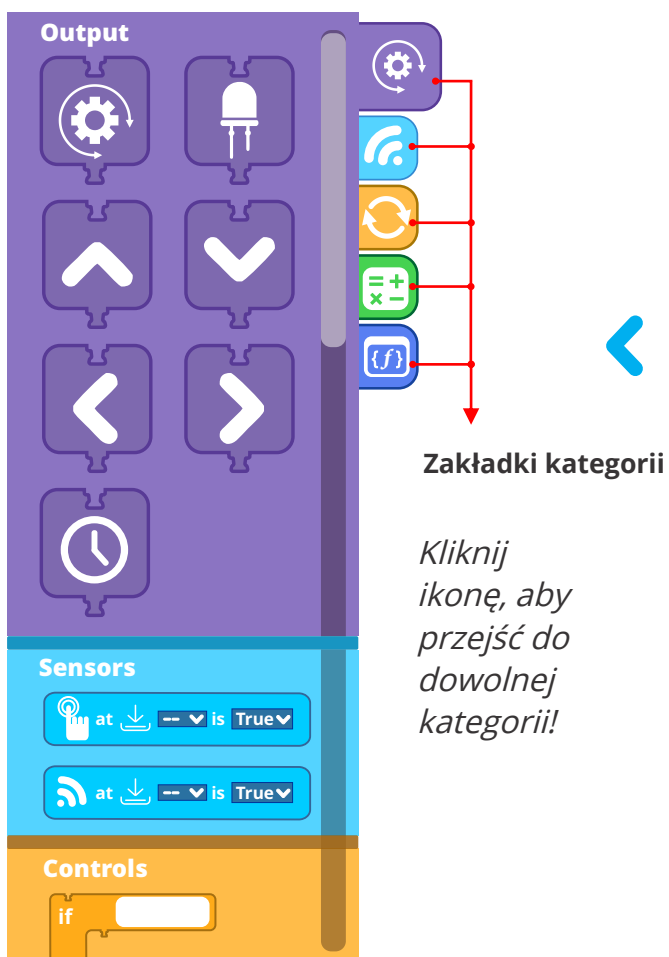 Output
= +
× −
{f}
Zakładki kategorii
Kliknij
ikonę, aby
przejść do
dowolnej
kategorii!
Sensors
at -- is True
at -- is True
Controls
if